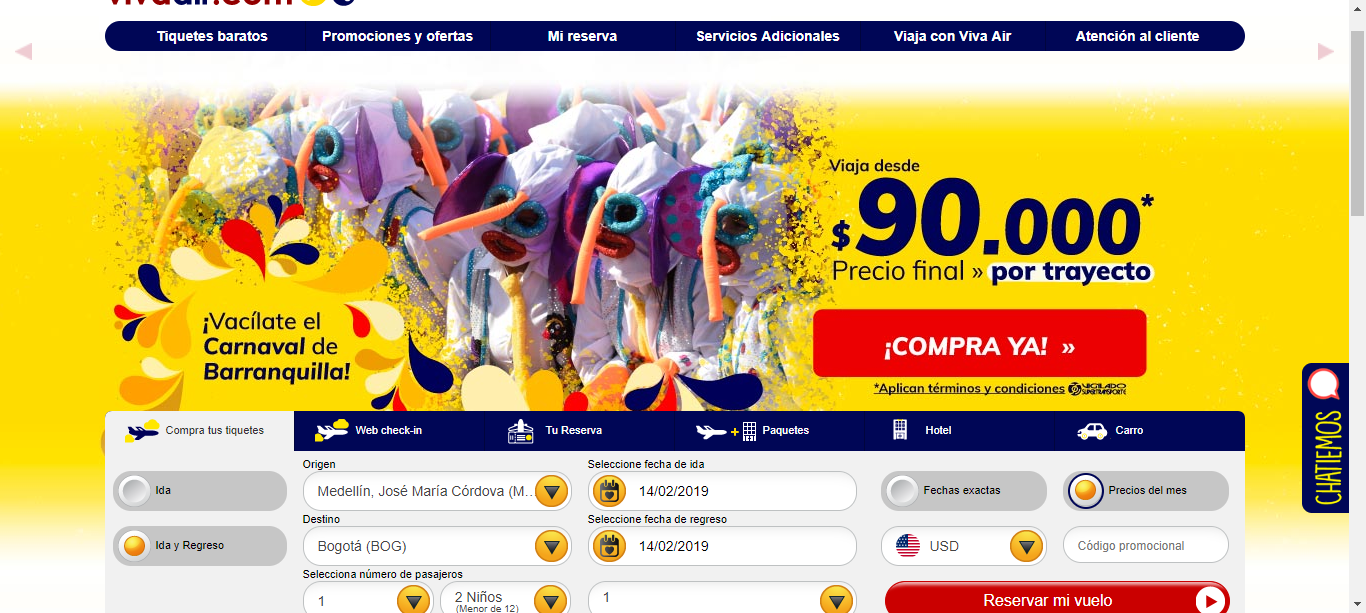 vivaair.com
Tiquetes baratos
Promociones y ofertas
Mi reserva
Servicios Adicionales
Viaja con Viva Air
Atención al cliente
Viaja desde
$90.000*
Precio final » por trayecto
¡Vacílate el
Carnaval de
Barranquilla!
¡COMPRA YA! »
*Aplican términos y condiciones VIGILADO
SUPERTRANSPORTE
CHATIEMOS
Compra tus tiquetes
Web check-in
Tu Reserva
+
Paquetes
Hotel
Carro
Origen
Seleccione fecha de ida
Ida
Medellín, José María Córdova (M...
14/02/2019
Fechas exactas
Precios del mes
Destino
Seleccione fecha de regreso
Ida y Regreso
Bogotá (BOG)
14/02/2019
USD
Código promocional
Selecciona número de pasajeros
1
2 Niños
(Menor de 12)
1
Reservar mi vuelo